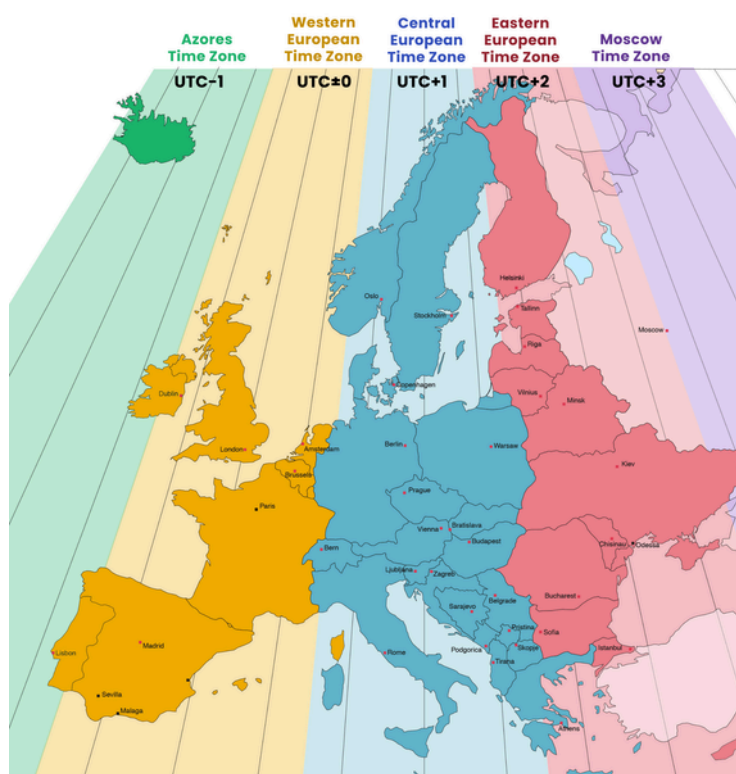 Azores
Time Zone
UTC−1
Western
European
Time Zone
UTC±0
Central
European
Time Zone
UTC+1
Eastern
European
Time Zone
UTC+2
Moscow
Time Zone
UTC+3
Helsinki
Oslo
Tallinn
Stockholm
Moscow
Riga
Copenhagen
Dublin
Vilnius
Minsk
London
Amsterdam
Berlin
Warsaw
Kiev
Brussels
Prague
Paris
Vienna
Bratislava
Budapest
Chisinau
Odessa
Bern
Ljubljana
Zagreb
Belgrade
Bucharest
Sarajevo
Pristina
Sofia
Madrid
Lisbon
Rome
Podgorica
Skopje
Istanbul
Tirana
Sevilla
Malaga
Athens